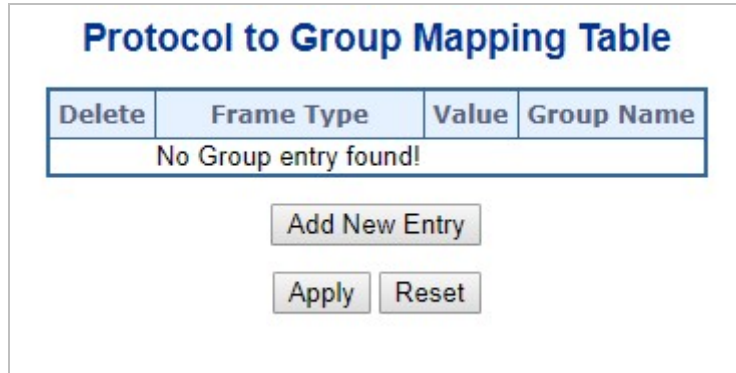 Protocol to Group Mapping Table
Delete Frame Type Value Group Name
No Group entry found!
Add New Entry
Apply Reset